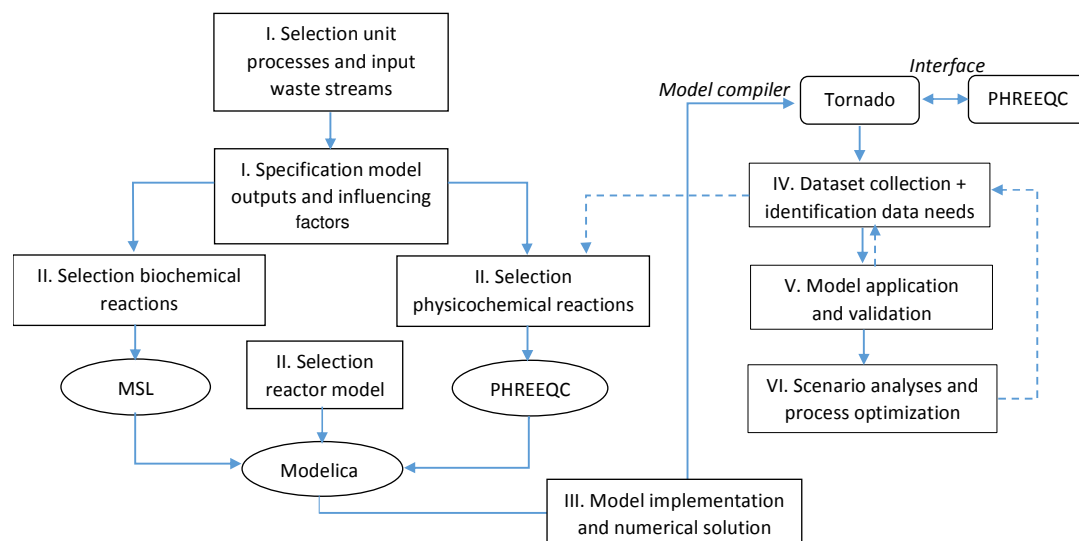 I. Selection unit
processes and input
waste streams
I. Specification model
outputs and influencing
factors
II. Selection biochemical
reactions
II. Selection
physicochemical reactions
MSL
II. Selection
reactor model
PHREEQC
Modelica
III. Model implementation
and numerical solution
Model compiler
Tornado
Interface
PHREEQC
IV. Dataset collection +
identification data needs
V. Model application
and validation
VI. Scenario analyses and
process optimization